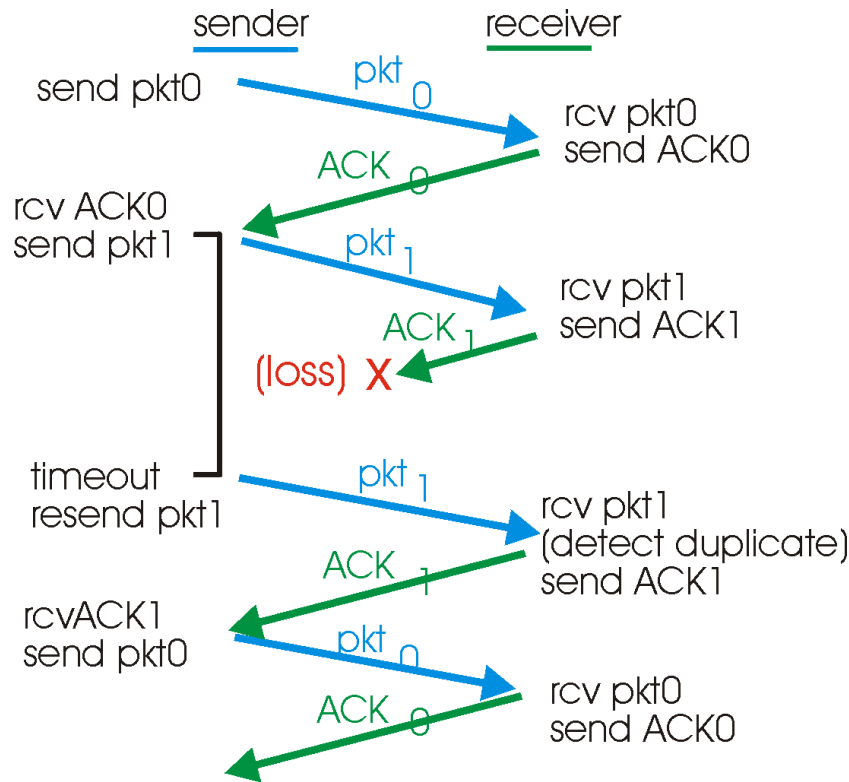 sender
receiver
send pkt0
pkt 0
rcv pkt0
send ACK0
ACK 0
rcv ACK0
send pkt1
pkt 1
rcv pkt1
send ACK1
ACK 1
(loss) X
timeout
resend pkt1
pkt 1
rcv pkt1
(detect duplicate)
send ACK1
ACK 1
rcvACK1
send pkt0
pkt 0
rcv pkt0
send ACK0
ACK 0